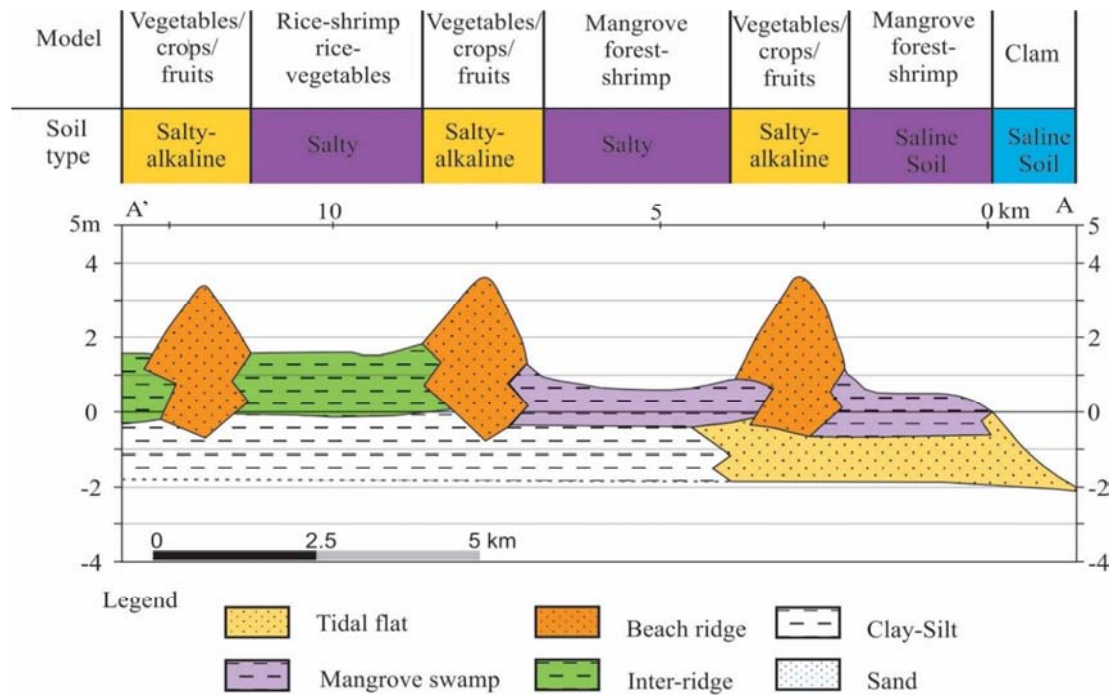 Model
Vegetables/
crops/
fruits
Rice-shrimp
rice-
vegetables
Vegetables/
crops/
fruits
Mangrove
forest-
shrimp
Vegetables/
crops/
fruits
Mangrove
forest-
shrimp
Clam
Soil
type
Salty-
alkaline
Salty
Salty-
alkaline
Salty
Salty-
alkaline
Saline
Soil
Saline
Soil
A' 10 5 0 km A
5m 5
4 4
2 2
0 0
-2 -2
-4 -4
0 2.5 5 km
Legend
Tidal flat Beach ridge Clay-Silt
Mangrove swamp Inter-ridge Sand